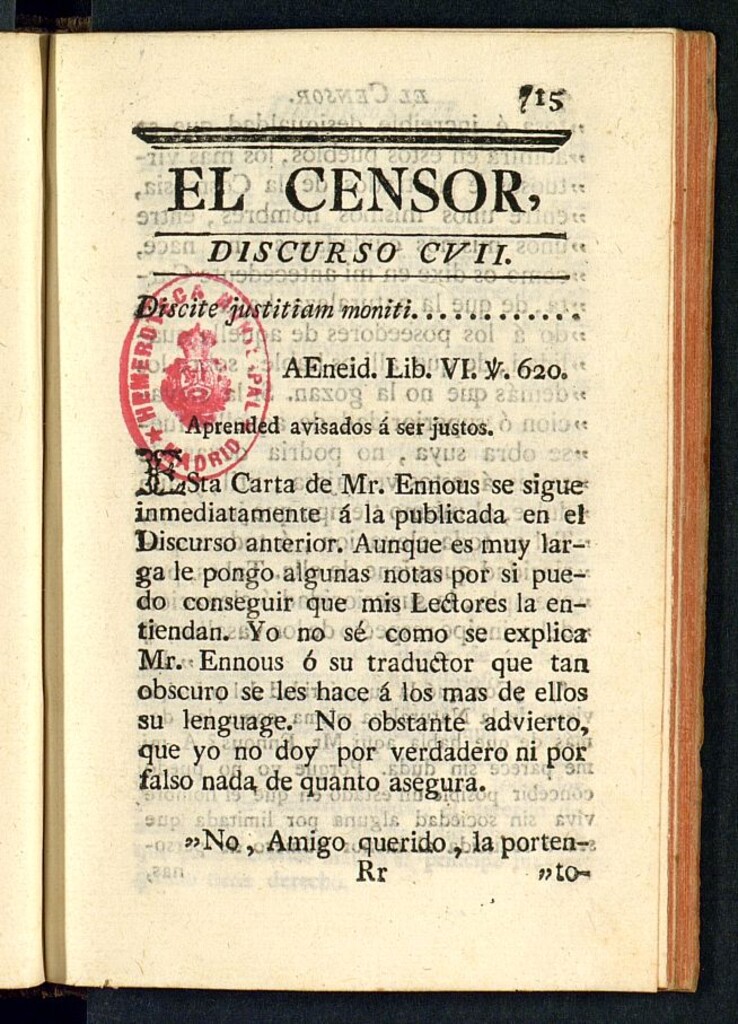 715
EL CENSOR,
DISCURSO CVII.
Discite justitiam moniti.............
AEneid. Lib. VI. ℣. 620.
Aprended avisados á ser justos.
ESta Carta de Mr. Ennous se sigue
inmediatamente á la publicada en el
Discurso anterior. Aunque es muy lar-
ga le pongo algunas notas por si pue-
do conseguir que mis Lectores la en-
tiendan. Yo no sé como se explica
Mr. Ennous ó su traductor que tan
obscuro se les hace á los mas de ellos
su lenguage. No obstante advierto,
que yo no doy por verdadero ni por
falso nada de quanto asegura.
„No, Amigo querido, la porten-
Rr „to-
HEMEROTECA MUNICIPAL
★ MADRID ★